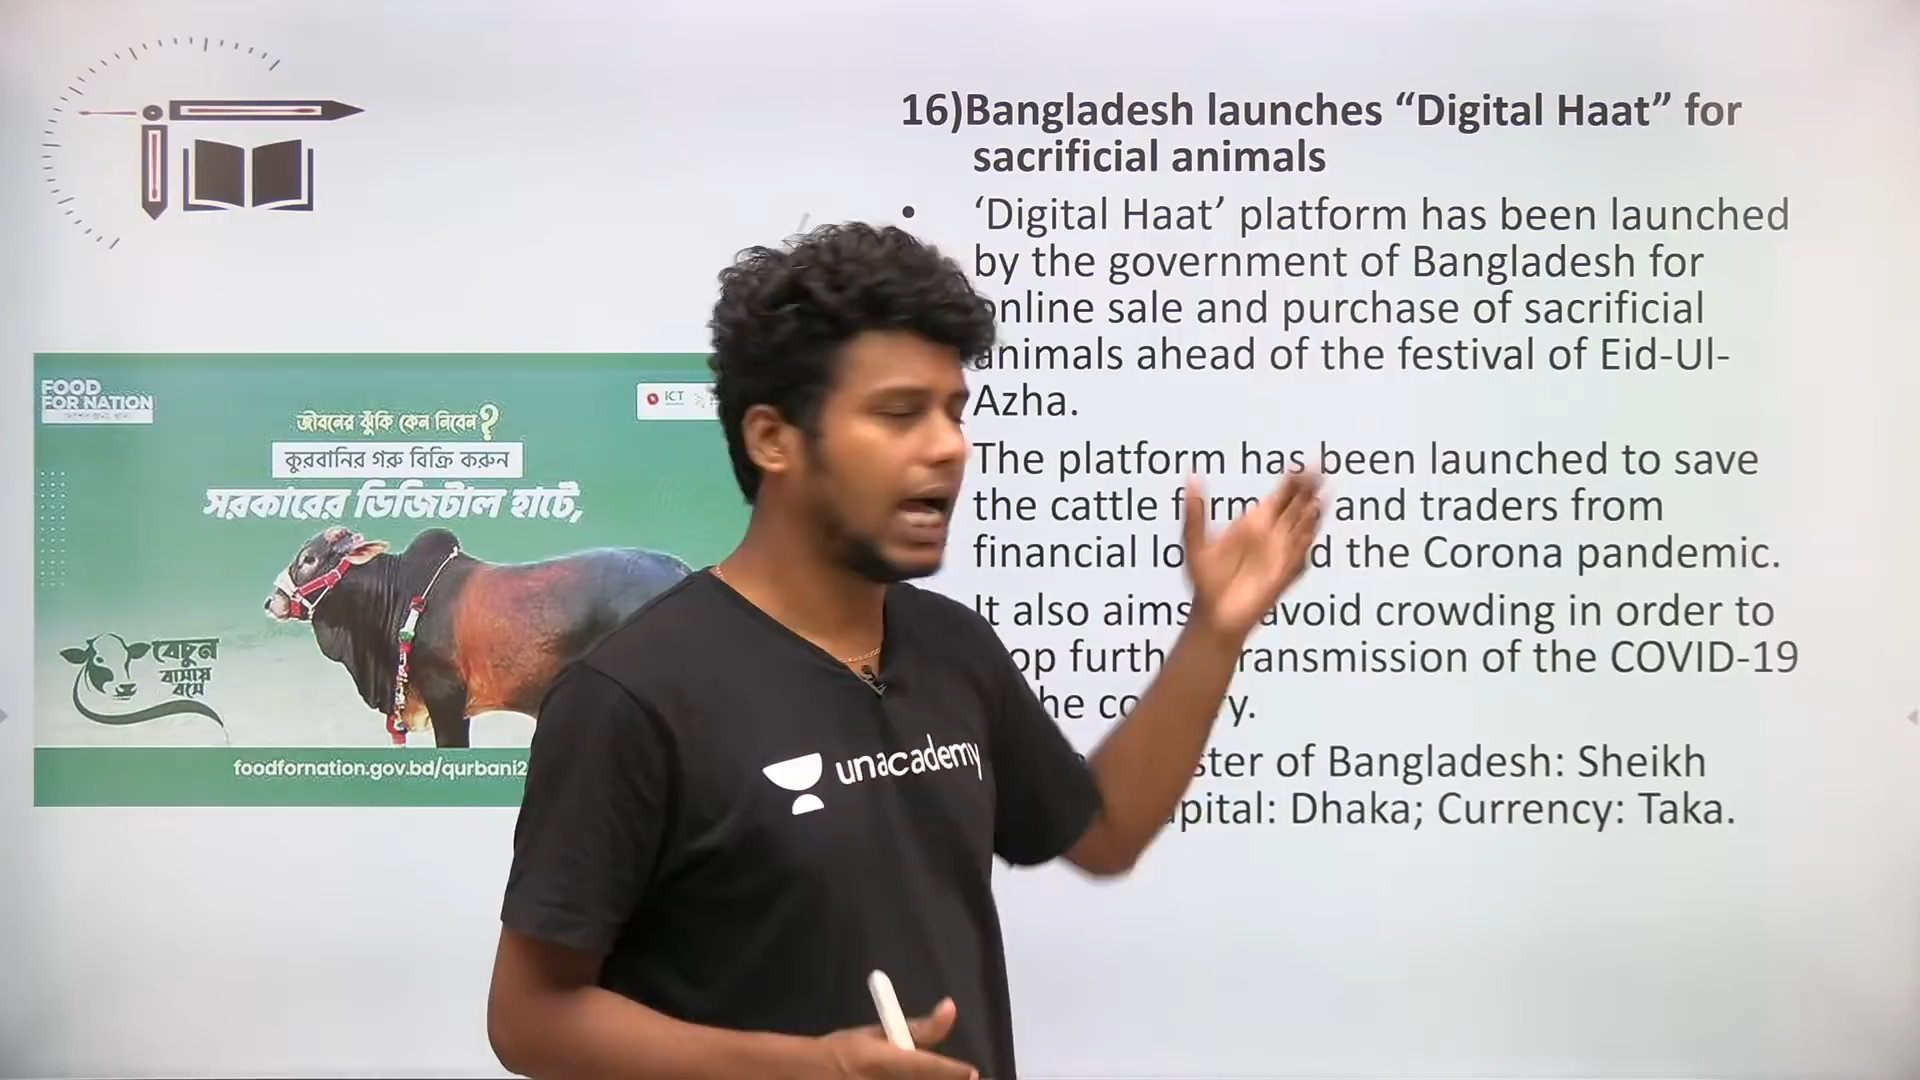 16)Bangladesh launches “Digital Haat” for
sacrificial animals
• ‘Digital Haat’ platform has been launched
by the government of Bangladesh for
online sale and purchase of sacrificial
animals ahead of the festival of Eid-Ul-
Azha.
The platform has been launched to save
the cattle and traders from
financial the Corona pandemic.
It also aims avoid crowding in order to
transmission of the COVID-19
of Bangladesh: Sheikh
Dhaka; Currency: Taka.
FOOD
FOR NATION
ICT
জীবনের ঝুঁকি কেন নিবেন?
কুরবানির গরু বিক্রি করুন
সরকারের ডিজিটাল হাটে,
বেচুন
বাসায়
বসে
foodfornation.gov.bd/qurbani2
unacademy